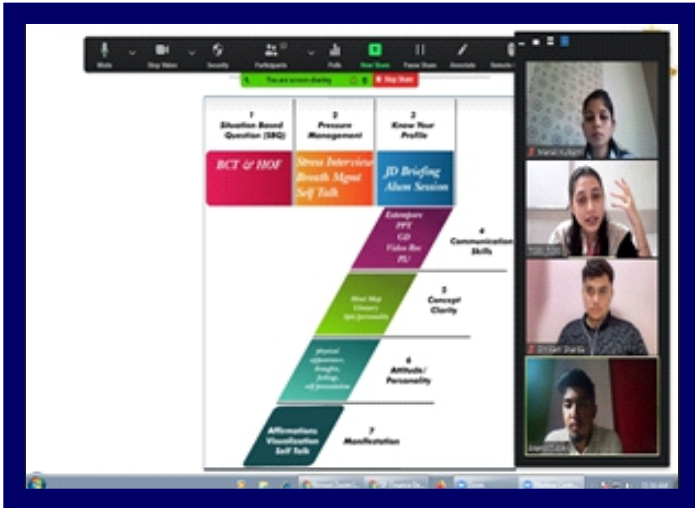 Mute
Stop Video
Security
Participants
Polls
New Share
Pause Share
Annotate
You are screen sharing
Stop Share
1
Situation Based
Question (SBQ)
2
Pressure
Management
3
Know Your
Profile
BCT & HOF
Stress Interview
Breath Mgmt
Self Talk
JD Briefing
Alum Session
Extempore
PPT
GD
Video Rec
4
Communication
Skills
Mind Map
Glossary
5
Concept
Clarity
physical
appearance,
thoughts,
feelings,
self presentation
6
Attitude/
Personality
Affirmations
Visualization
Self Talk
7
Manifestation